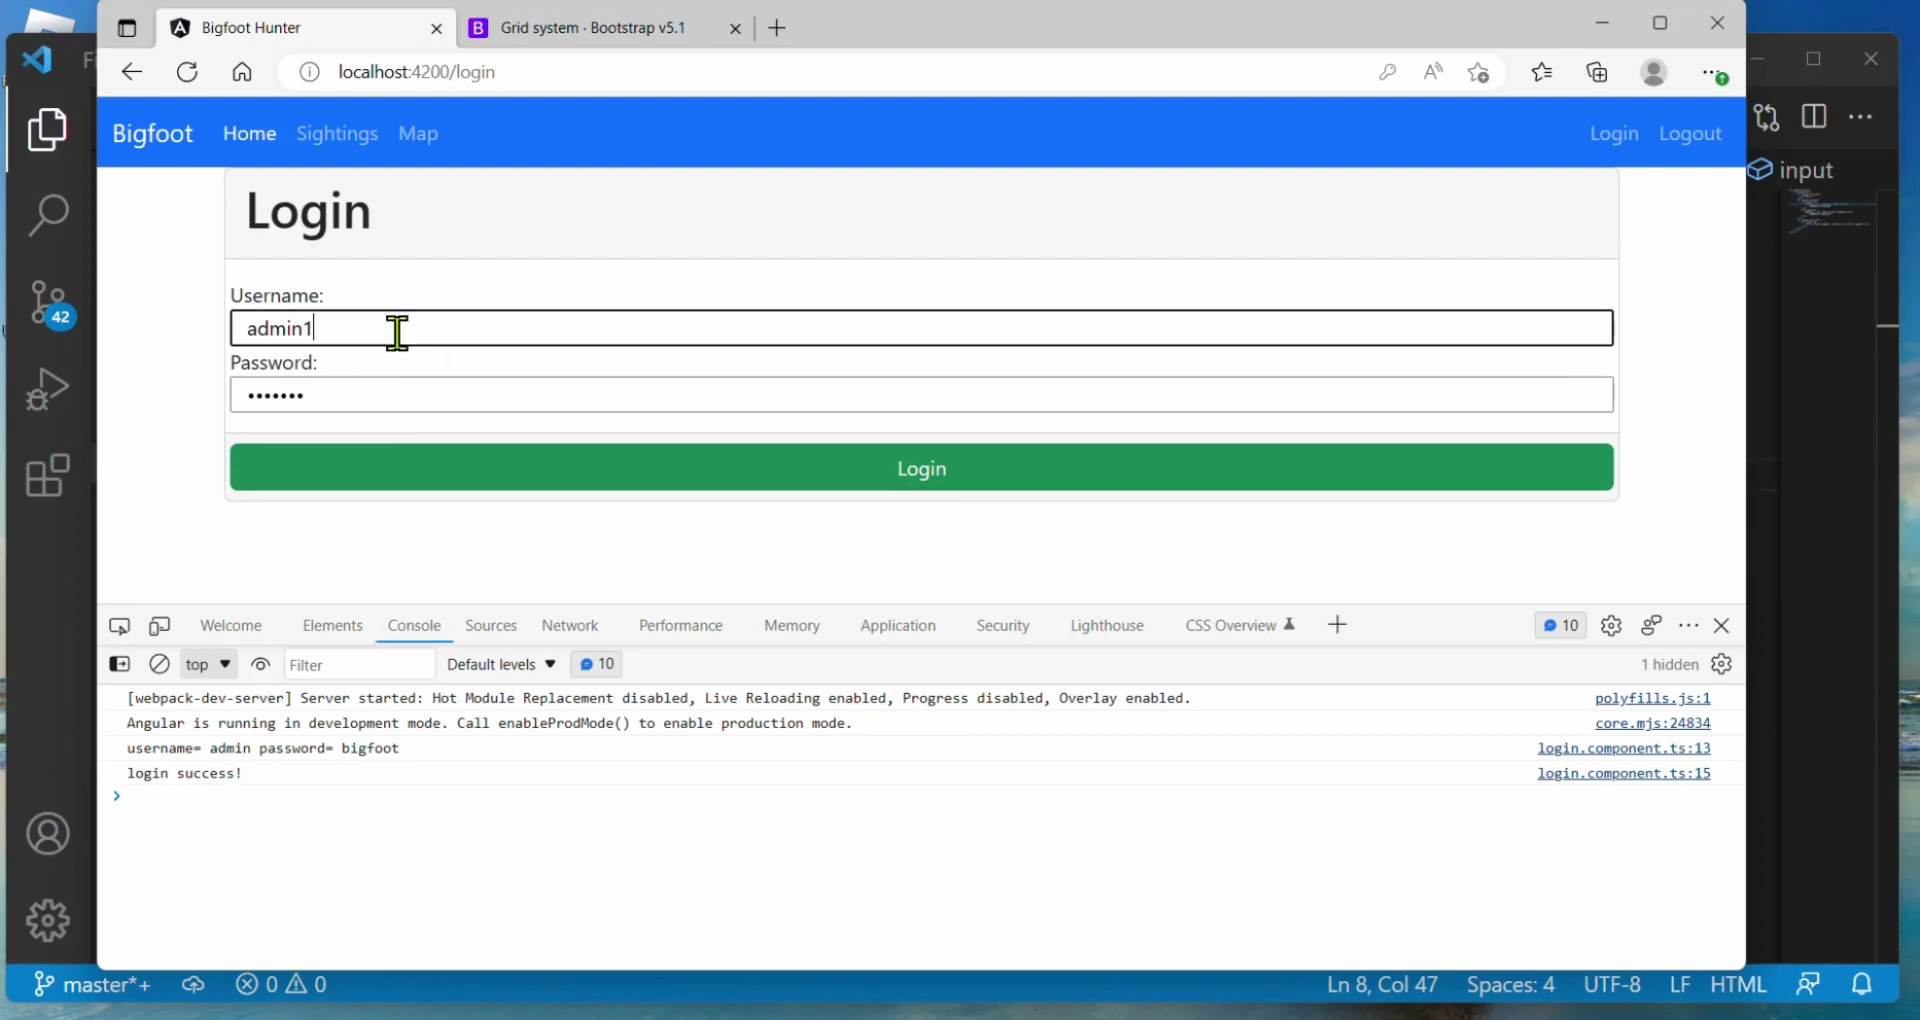 Bigfoot Hunter
Grid system · Bootstrap v5.1
localhost:4200/login
Bigfoot Home Sightings Map Login Logout
input
Login
Username:
admin1
Password:
•••••••
Login
42
Welcome Elements Console Sources Network Performance Memory Application Security Lighthouse CSS Overview 10
top Filter Default levels 10 1 hidden
[webpack-dev-server] Server started: Hot Module Replacement disabled, Live Reloading enabled, Progress disabled, Overlay enabled. polyfills.js:1
Angular is running in development mode. Call enableProdMode() to enable production mode. core.mjs:24834
username= admin password= bigfoot login.component.ts:13
login success! login.component.ts:15
master*+ 0 0 Ln 8, Col 47 Spaces: 4 UTF-8 LF HTML